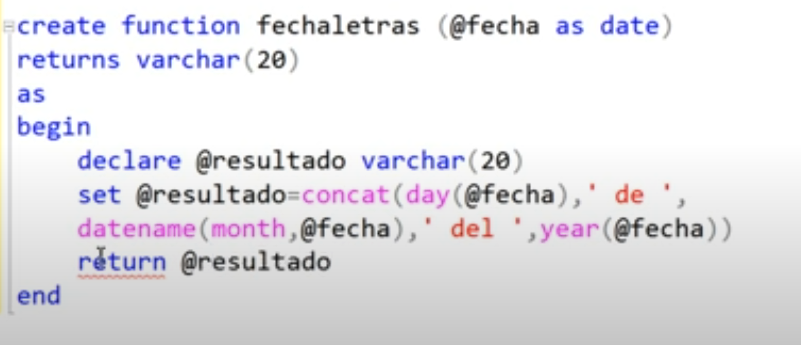 create function fechaletras (@fecha as date)
returns varchar(20)
as
begin
declare @resultado varchar(20)
set @resultado=concat(day(@fecha),' de ',
datename(month,@fecha),' del ',year(@fecha))
return @resultado
end